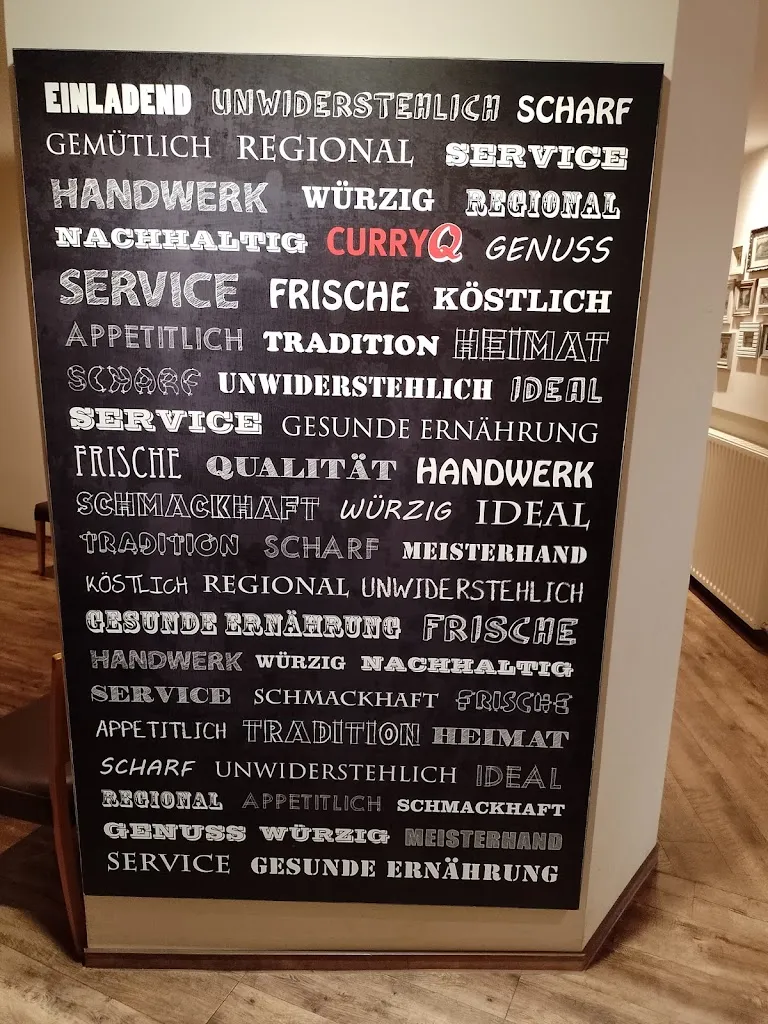 EINLADEND UNWIDERSTEHLICH SCHARF
GEMÜTLICH REGIONAL SERVICE
HANDWERK WÜRZIG REGIONAL
NACHHALTIG CURRYQ GENUSS
SERVICE FRISCHE KÖSTLICH
APPETITLICH TRADITION HEIMAT
SCHARF UNWIDERSTEHLICH IDEAL
SERVICE GESUNDE ERNÄHRUNG
FRISCHE QUALITÄT HANDWERK
SCHMACKHAFT WÜRZIG IDEAL
TRADITION SCHARF MEISTERHAND
KÖSTLICH REGIONAL UNWIDERSTEHLICH
GESUNDE ERNÄHRUNG FRISCHE
HANDWERK WÜRZIG NACHHALTIG
SERVICE SCHMACKHAFT FRISCHE
APPETITLICH TRADITION HEIMAT
SCHARF UNWIDERSTEHLICH IDEAL
REGIONAL APPETITLICH SCHMACKHAFT
GENUSS WÜRZIG MEISTERHAND
SERVICE GESUNDE ERNÄHRUNG